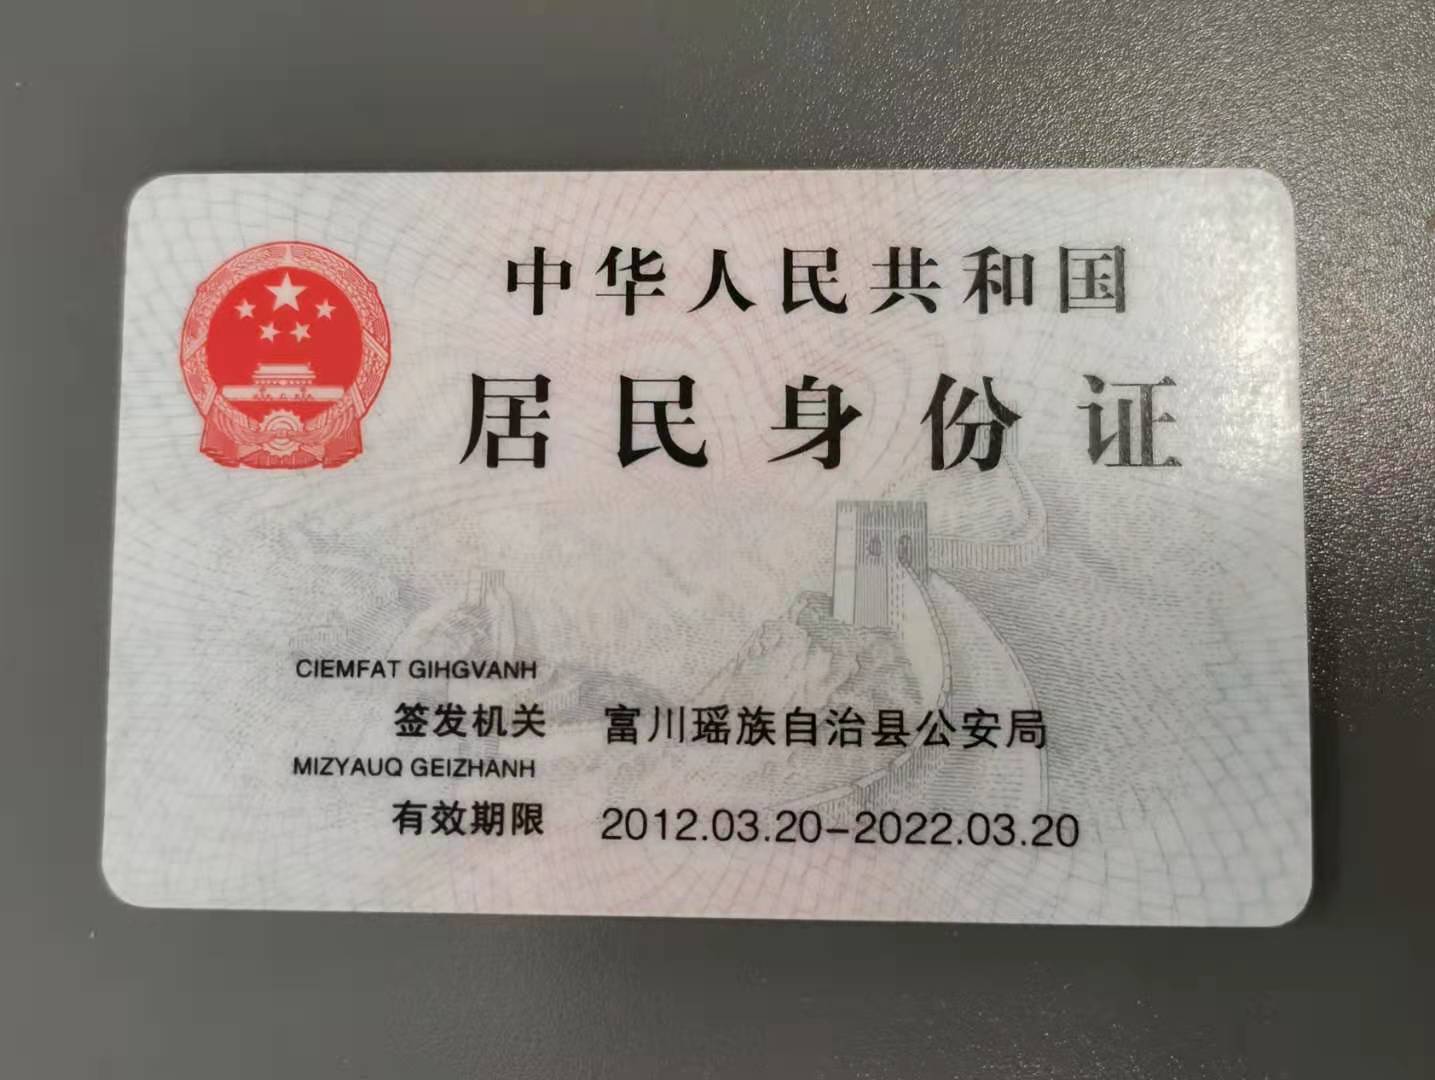 中华人民共和国
居民身份证
CIEMFAT GIHGVANH
签发机关 富川瑶族自治县公安局
MIZYAUQ GEIZHANH
有效期限 2012.03.20-2022.03.20